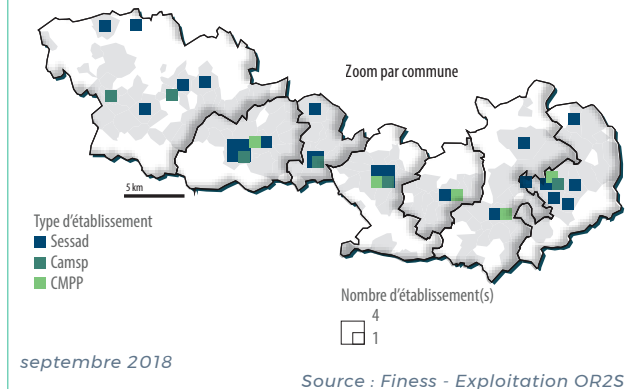 Zoom par commune
5 km
Type d'établissement
Sessad
Camsp
CMPP
Nombre d'établissement(s)
4
1
septembre 2018
Source : Finess - Exploitation OR2S